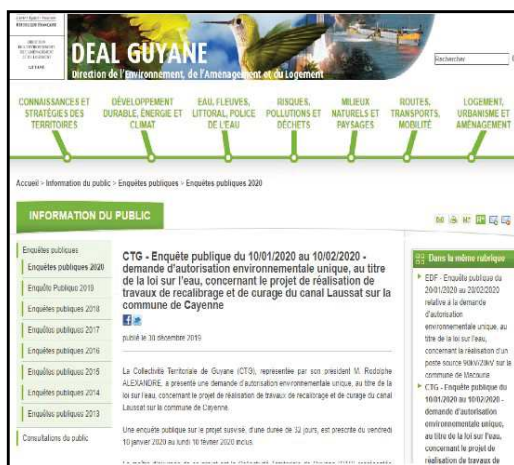 RÉPUBLIQUE FRANÇAISE
GUYANE
DEAL GUYANE
Direction de l'Environnement, de l'Aménagement et du Logement
Rechercher
CONNAISSANCES ET
STRATÉGIES DES
TERRITOIRES
DÉVELOPPEMENT
DURABLE, ÉNERGIE ET
CLIMAT
EAU, FLEUVES,
LITTORAL, POLICE
DE L'EAU
RISQUES,
POLLUTIONS ET
DÉCHETS
MILIEUX
NATURELS ET
PAYSAGES
ROUTES,
TRANSPORTS,
MOBILITÉ
LOGEMENT,
URBANISME ET
AMÉNAGEMENT
Accueil > Information du public > Enquêtes publiques > Enquêtes publiques 2020
INFORMATION DU PUBLIC
Enquêtes publiques
Enquêtes publiques 2020
Enquête Publique 2019
Enquêtes publiques 2018
Enquêtes publiques 2017
Enquêtes publiques 2016
Enquêtes publiques 2015
Enquêtes publiques 2014
Enquêtes publiques 2013
Consultations du public
CTG - Enquête publique du 10/01/2020 au 10/02/2020 -
demande d'autorisation environnementale unique, au titre
de la loi sur l'eau, concernant le projet de réalisation de
travaux de recalibrage et de curage du canal Laussat sur la
commune de Cayenne
publié le 30 décembre 2019
La Collectivité Territoriale de Guyane (CTG), représentée par son président M. Rodolphe
ALEXANDRE, a présenté une demande d'autorisation environnementale unique, au titre de la
loi sur l'eau, concernant le projet de réalisation de travaux de recalibrage et de curage du canal
Laussat sur la commune de Cayenne.
Une enquête publique sur le projet susvisé, d'une durée de 32 jours, est prescrite du vendredi
10 janvier 2020 au lundi 10 février 2020 inclus.
Dans la même rubrique
EDF - Enquête publique du
20/01/2020 au 20/02/2020
relative à la demande
d'autorisation
environnementale unique, au
titre de la loi sur l'eau,
concernant la réalisation d'un
poste source 90kV/20kV sur la
commune de Macouria
CTG - Enquête publique du
10/01/2020 au 10/02/2020 -
demande d'autorisation
environnementale unique,
au titre de la loi sur l'eau,
concernant le projet de
réalisation de travaux de